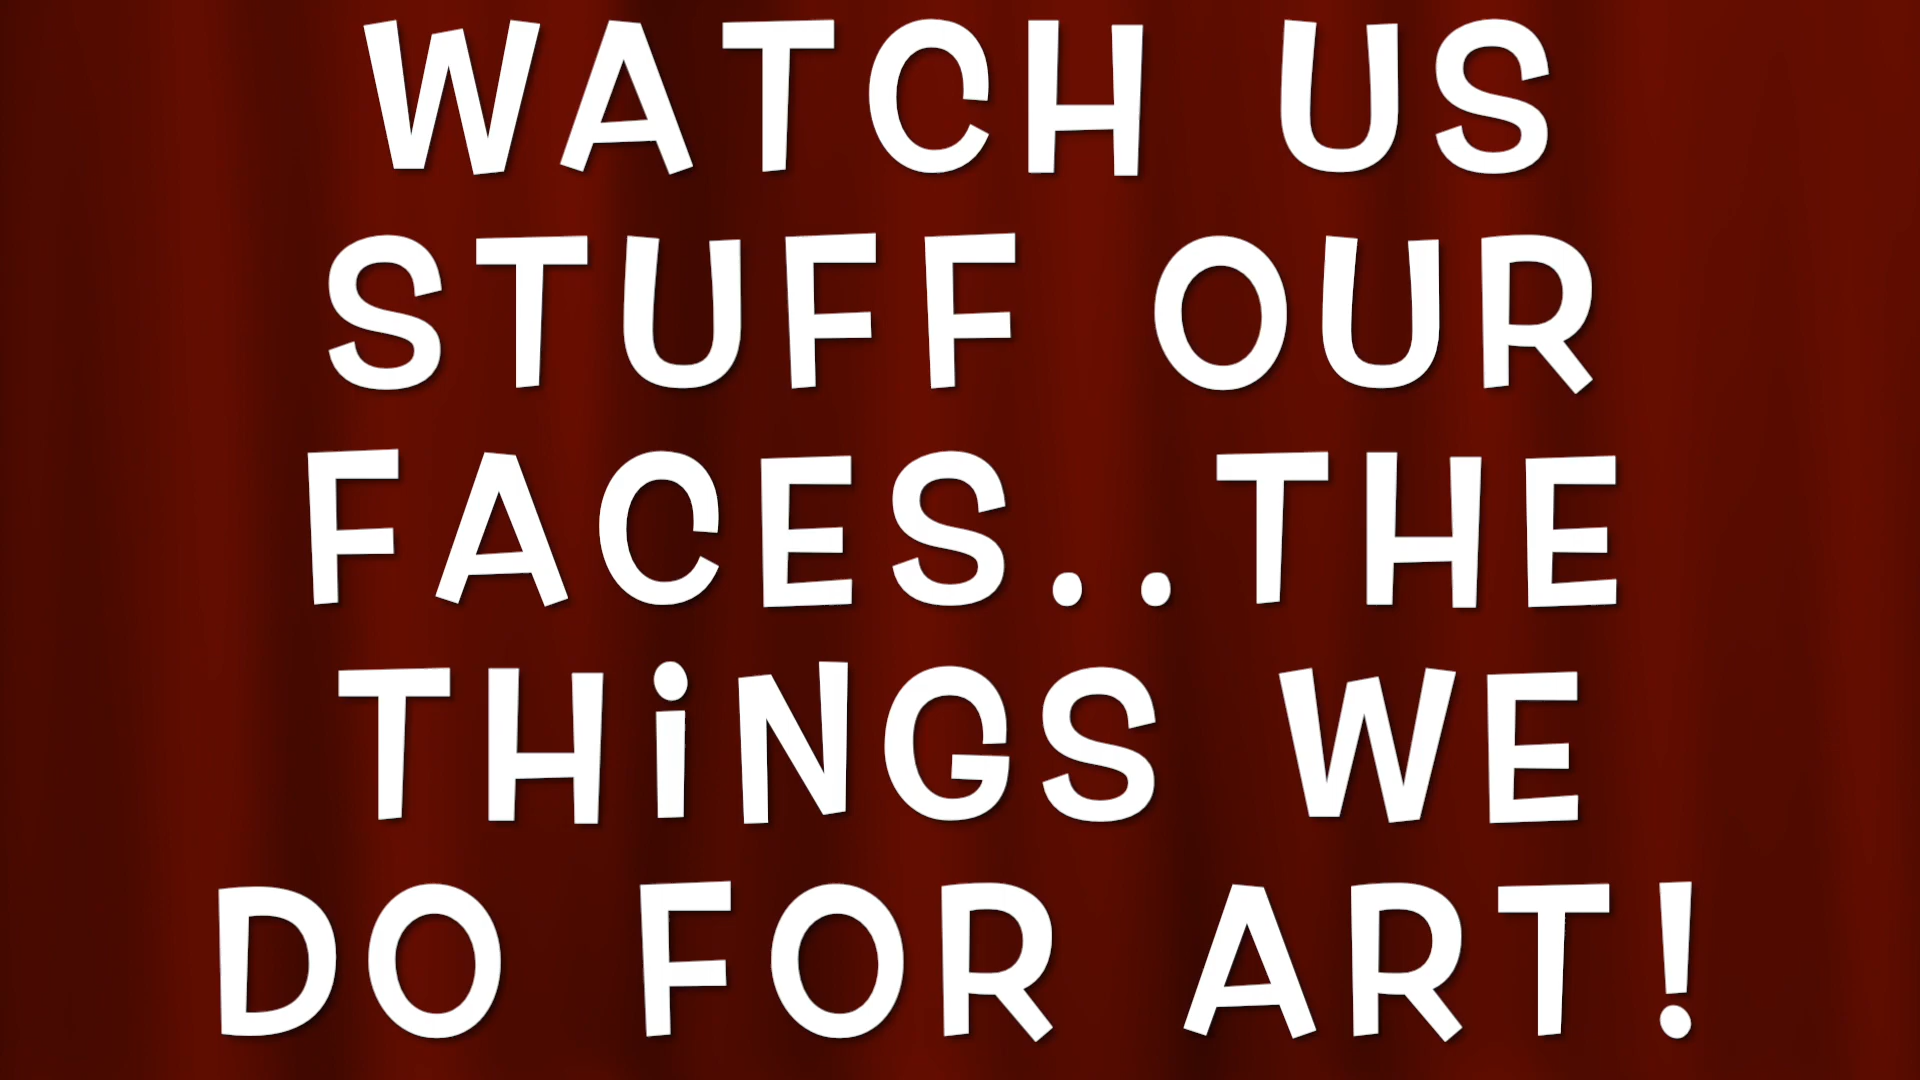 WATCH US
STUFF OUR
FACES..THE
THiNGS WE
DO FOR ART!